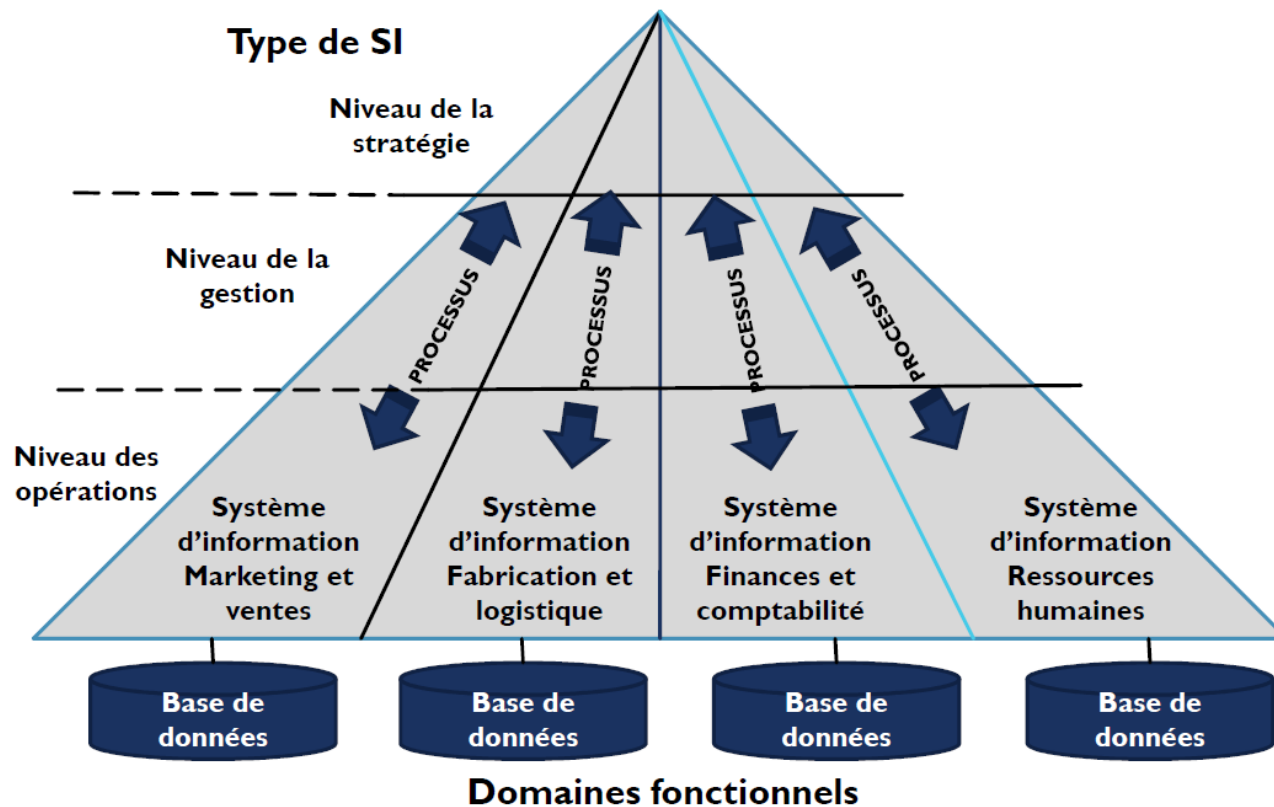 Type de SI
Niveau de la
stratégie
Niveau de la
gestion
Niveau des
opérations
PROCESSUS
PROCESSUS
PROCESSUS
PROCESSUS
Système
d'information
Marketing et
ventes
Système
d'information
Fabrication et
logistique
Système
d'information
Finances et
comptabilité
Système
d'information
Ressources
humaines
Base de
données
Base de
données
Base de
données
Base de
données
Domaines fonctionnels